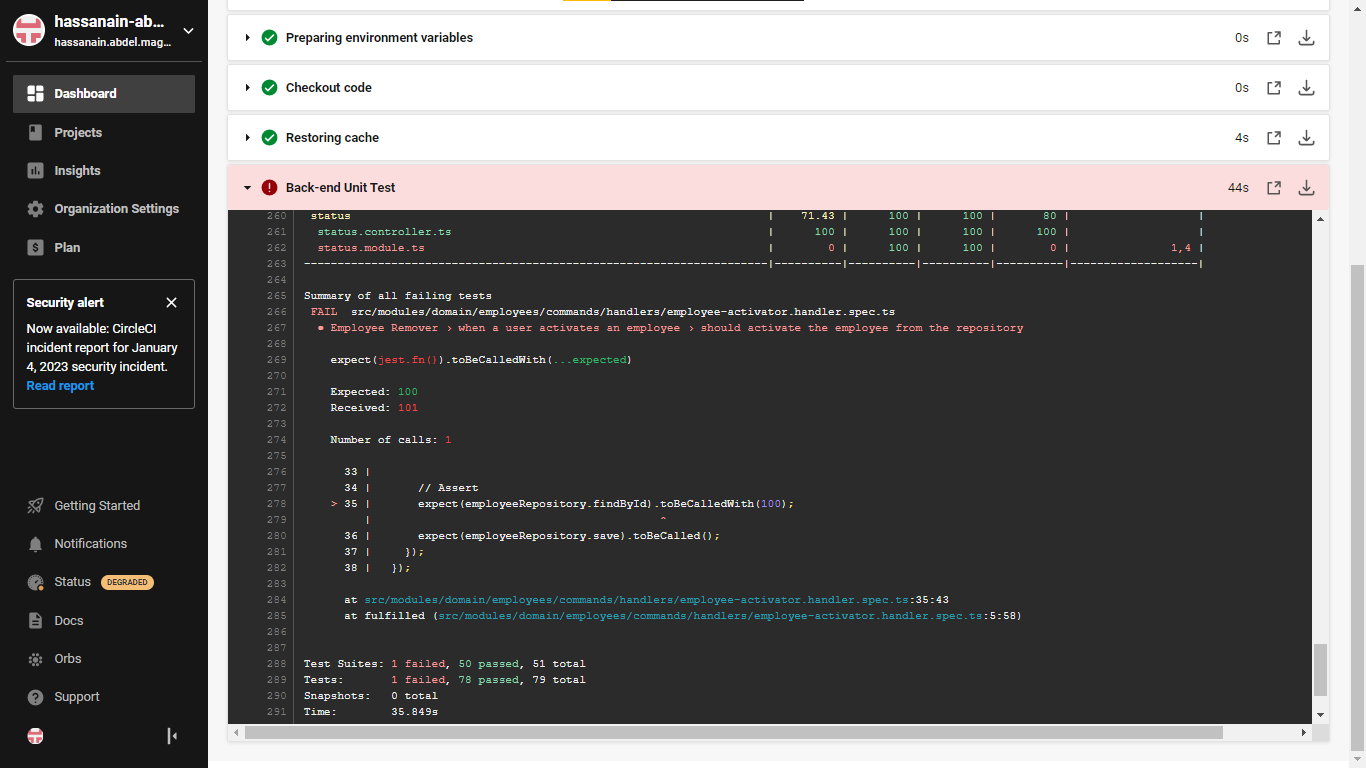 hassanain-ab...
hassanain.abdel.mag...
Dashboard
Projects
Insights
Organization Settings
Plan
Security alert
Now available: CircleCI
incident report for January
4, 2023 security incident.
Read report
Getting Started
Notifications
Status DEGRADED
Docs
Orbs
Support
Preparing environment variables 0s
Checkout code 0s
Restoring cache 4s
Back-end Unit Test 44s
260 status | 71.43 | 100 | 100 | 80 | |
261 status.controller.ts | 100 | 100 | 100 | 100 | |
262 status.module.ts | 0 | 100 | 100 | 0 | 1,4 |
263 ----------------------------------------------------------------------|----------|----------|----------|----------|-------------------|
264
265 Summary of all failing tests
266 FAIL src/modules/domain/employees/commands/handlers/employee-activator.handler.spec.ts
267 ● Employee Remover › when a user activates an employee › should activate the employee from the repository
268
269 expect(jest.fn()).toBeCalledWith(...expected)
270
271 Expected: 100
272 Received: 101
273
274 Number of calls: 1
275
276 33 |
277 34 | // Assert
278 > 35 | expect(employeeRepository.findById).toBeCalledWith(100);
279 | ^
280 36 | expect(employeeRepository.save).toBeCalled();
281 37 | });
282 38 | });
283
284 at src/modules/domain/employees/commands/handlers/employee-activator.handler.spec.ts:35:43
285 at fulfilled (src/modules/domain/employees/commands/handlers/employee-activator.handler.spec.ts:5:58)
286
287
288 Test Suites: 1 failed, 50 passed, 51 total
289 Tests: 1 failed, 78 passed, 79 total
290 Snapshots: 0 total
291 Time: 35.849s